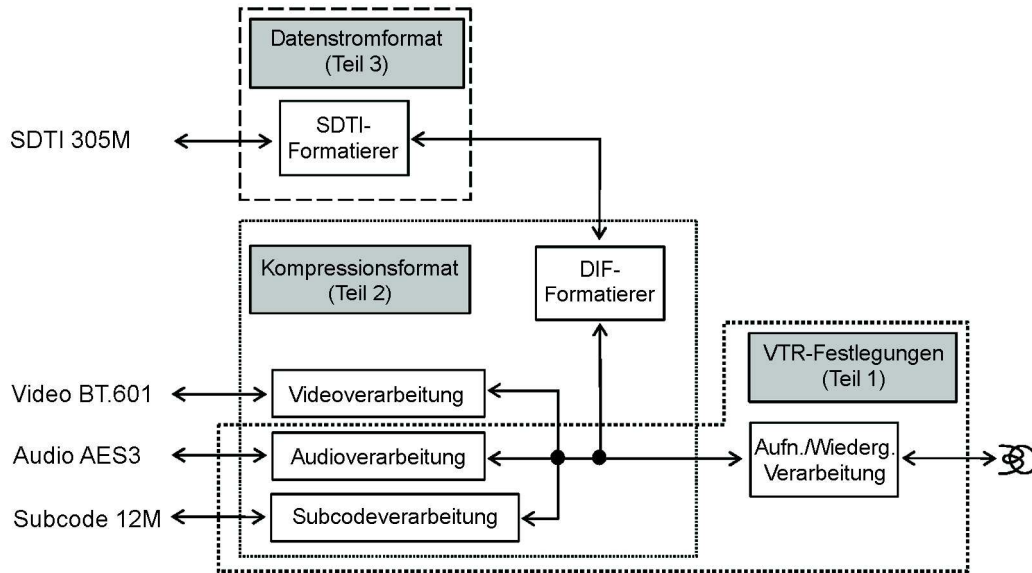 Datenstromformat
(Teil 3)
SDTI 305M
SDTI-
Formatierer
Kompressionsformat
(Teil 2)
DIF-
Formatierer
VTR-Festlegungen
(Teil 1)
Video BT.601
Videoverarbeitung
Audio AES3
Audioverarbeitung
Aufn./Wiederg.
Verarbeitung
Subcode 12M
Subcodeverarbeitung